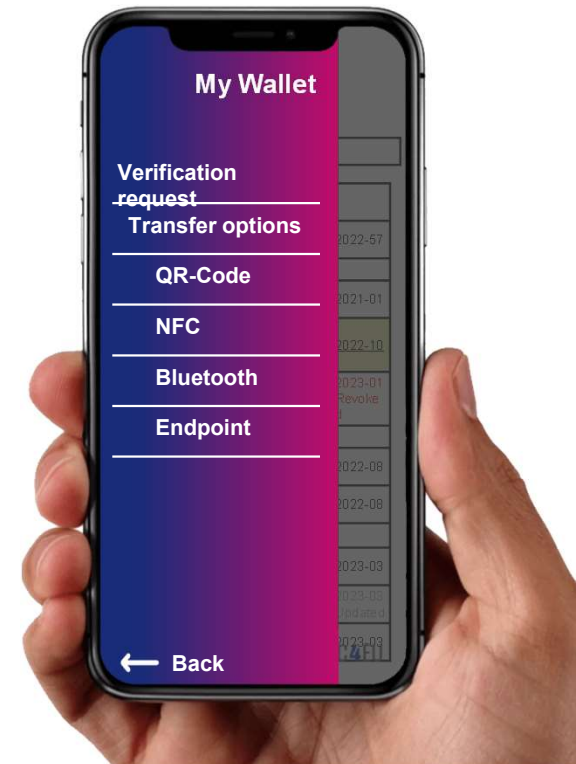 My Wallet
Verification
request
Transfer options
2022-57
QR-Code
2021-01
NFC
2022-10
Bluetooth
2023-01
Revoke
d
Endpoint
2022-08
2022-08
2023-03
2023-03
Updated
2023-03
Back